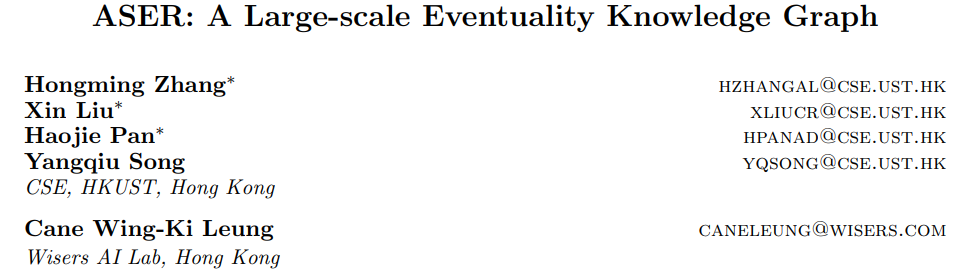 ASER: A Large-scale Eventuality Knowledge Graph
Hongming Zhang* HZHANGAL@CSE.UST.HK
Xin Liu* XLIUCR@CSE.UST.HK
Haojie Pan* HPANAD@CSE.UST.HK
Yangqiu Song YQSONG@CSE.UST.HK
CSE, HKUST, Hong Kong
Cane Wing-Ki Leung CANELEUNG@WISERS.COM
Wisers AI Lab, Hong Kong